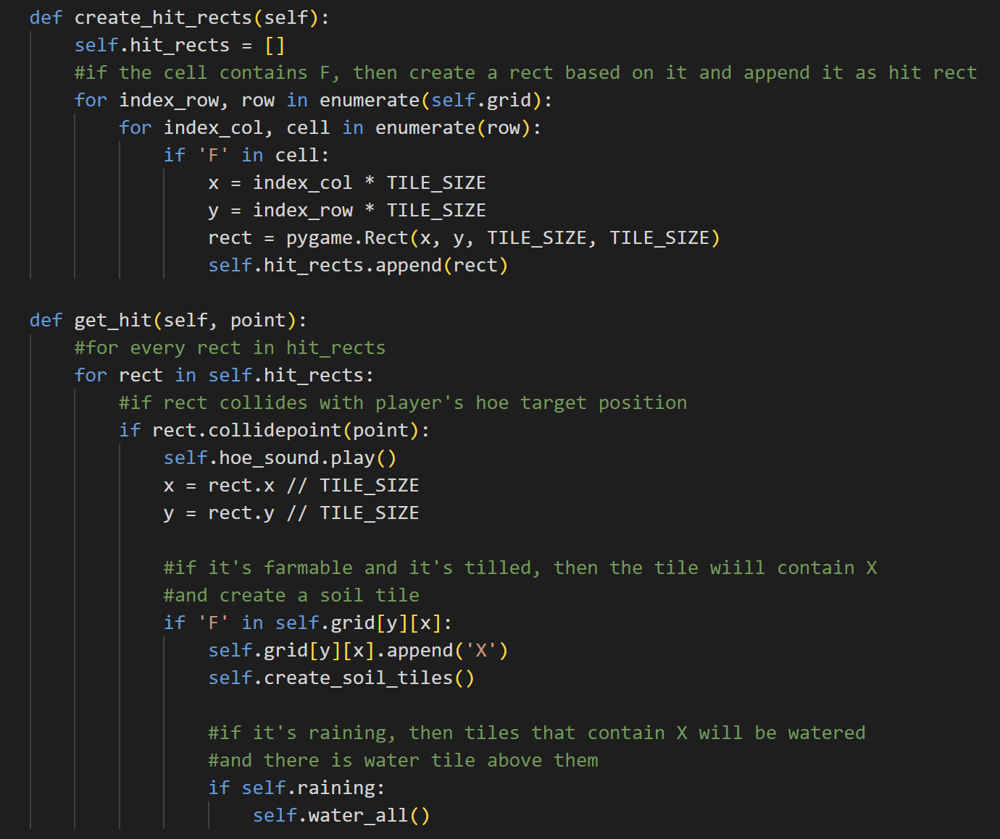 def create_hit_rects(self):
    self.hit_rects = []
    #if the cell contains F, then create a rect based on it and append it as hit rect
    for index_row, row in enumerate(self.grid):
        for index_col, cell in enumerate(row):
            if 'F' in cell:
                x = index_col * TILE_SIZE
                y = index_row * TILE_SIZE
                rect = pygame.Rect(x, y, TILE_SIZE, TILE_SIZE)
                self.hit_rects.append(rect)

def get_hit(self, point):
    #for every rect in hit_rects
    for rect in self.hit_rects:
        #if rect collides with player's hoe target position
        if rect.collidepoint(point):
            self.hoe_sound.play()
            x = rect.x // TILE_SIZE
            y = rect.y // TILE_SIZE

            #if it's farmable and it's tilled, then the tile wiill contain X
            #and create a soil tile
            if 'F' in self.grid[y][x]:
                self.grid[y][x].append('X')
                self.create_soil_tiles()

                #if it's raining, then tiles that contain X will be watered
                #and there is water tile above them
                if self.raining:
                    self.water_all()